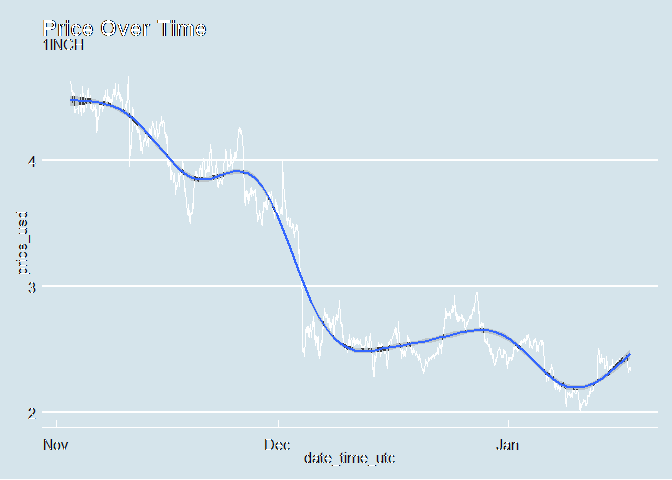 Price Over Time
1INCH
4
price_usd
3
2
Nov Dec Jan
date_time_utc